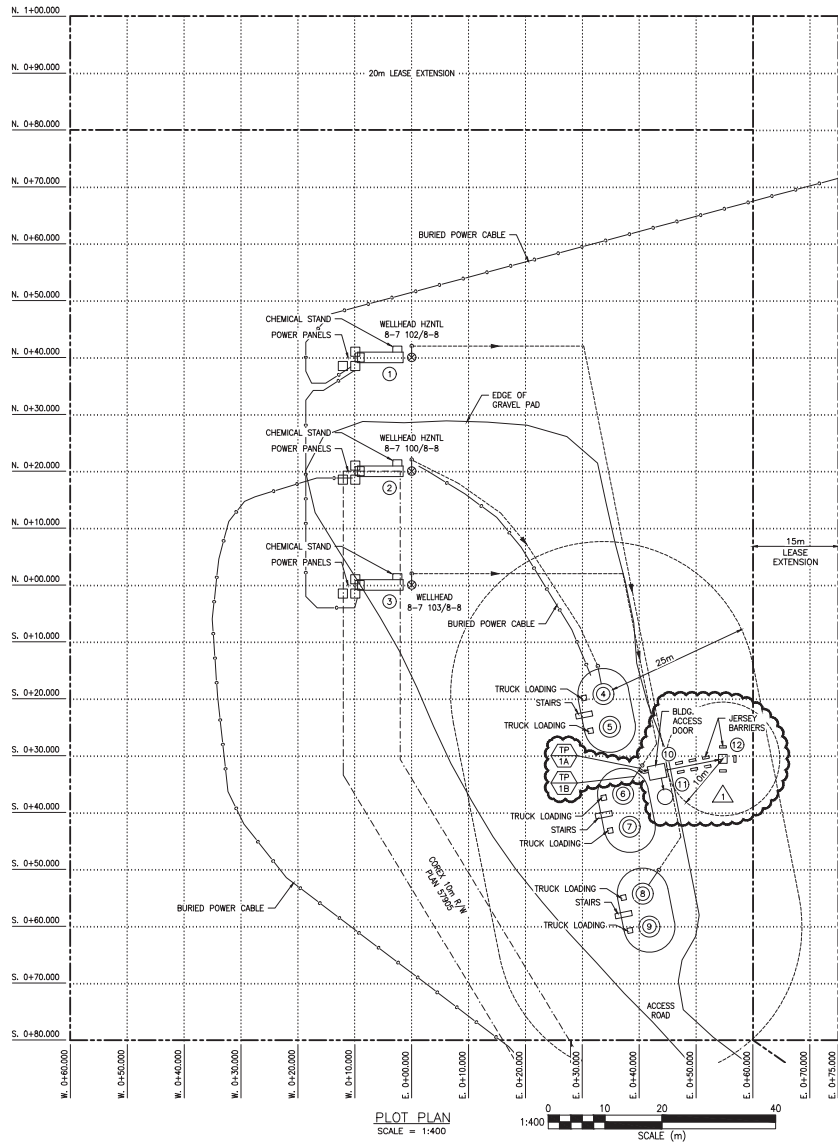 N. 1+00.000
N. 0+90.000
20m LEASE EXTENSION
N. 0+80.000
N. 0+70.000
N. 0+60.000
BURIED POWER CABLE
N. 0+50.000
CHEMICAL STAND
WELLHEAD HZNTL
8-7 102/8-8
POWER PANELS
N. 0+40.000
1
EDGE OF
GRAVEL PAD
N. 0+30.000
CHEMICAL STAND
WELLHEAD HZNTL
8-7 100/8-8
POWER PANELS
N. 0+20.000
2
N. 0+10.000
15m
LEASE
EXTENSION
CHEMICAL STAND
POWER PANELS
N. 0+00.000
3
WELLHEAD
8-7 103/8-8
BURIED POWER CABLE
S. 0+10.000
25m
TRUCK LOADING
4
S. 0+20.000
STAIRS
TRUCK LOADING
5
BLDG.
ACCESS
DOOR
JERSEY
BARRIERS
10
12
S. 0+30.000
TP
1A
TP
1B
10m
11
1
6
S. 0+40.000
TRUCK LOADING
STAIRS
TRUCK LOADING
7
S. 0+50.000
COREX 10m R/W
PLAN 57905
TRUCK LOADING
8
STAIRS
BURIED POWER CABLE
TRUCK LOADING
9
S. 0+60.000
S. 0+70.000
ACCESS
ROAD
S. 0+80.000
W. 0+60.000
W. 0+50.000
W. 0+40.000
W. 0+30.000
W. 0+20.000
W. 0+10.000
E. 0+00.000
E. 0+10.000
E. 0+20.000
E. 0+30.000
E. 0+40.000
E. 0+50.000
E. 0+60.000
E. 0+70.000
E. 0+75.000
PLOT PLAN
SCALE = 1:400
1:400
0
10
20
40
SCALE (m)